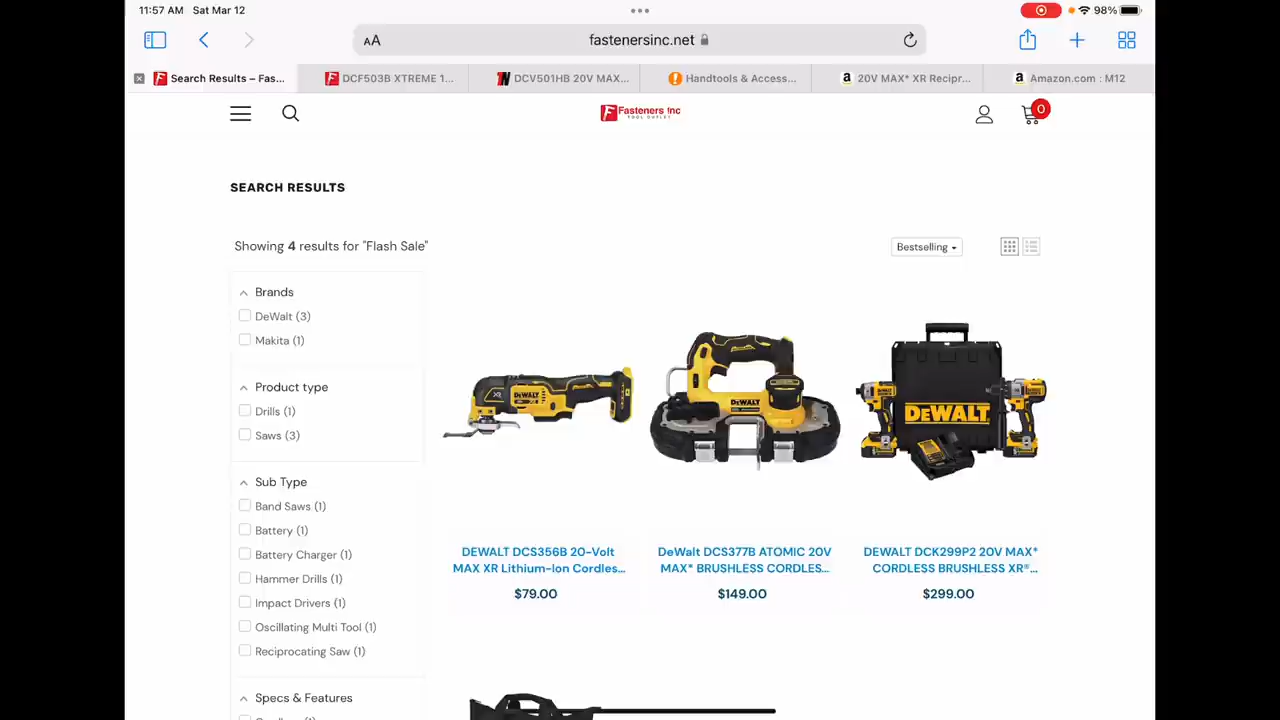 11:57 AM Sat Mar 12
98%
AA
fastenersinc.net
Search Results – Fas...
DCF503B XTREME 1...
DCV501HB 20V MAX...
Handtools & Access...
20V MAX* XR Recipr...
Amazon.com : M12
Fasteners Inc
TOOL OUTLET
0
SEARCH RESULTS
Showing 4 results for "Flash Sale"
Bestselling
Brands
DeWalt (3)
Makita (1)
Product type
Drills (1)
Saws (3)
Sub Type
Band Saws (1)
Battery (1)
Battery Charger (1)
Hammer Drills (1)
Impact Drivers (1)
Oscillating Multi Tool (1)
Reciprocating Saw (1)
Specs & Features
XR
DEWALT
DEWALT
DEWALT
DEWALT DCS356B 20-Volt
MAX XR Lithium-Ion Cordles...
$79.00
DeWalt DCS377B ATOMIC 20V
MAX* BRUSHLESS CORDLES...
$149.00
DEWALT DCK299P2 20V MAX*
CORDLESS BRUSHLESS XR®...
$299.00